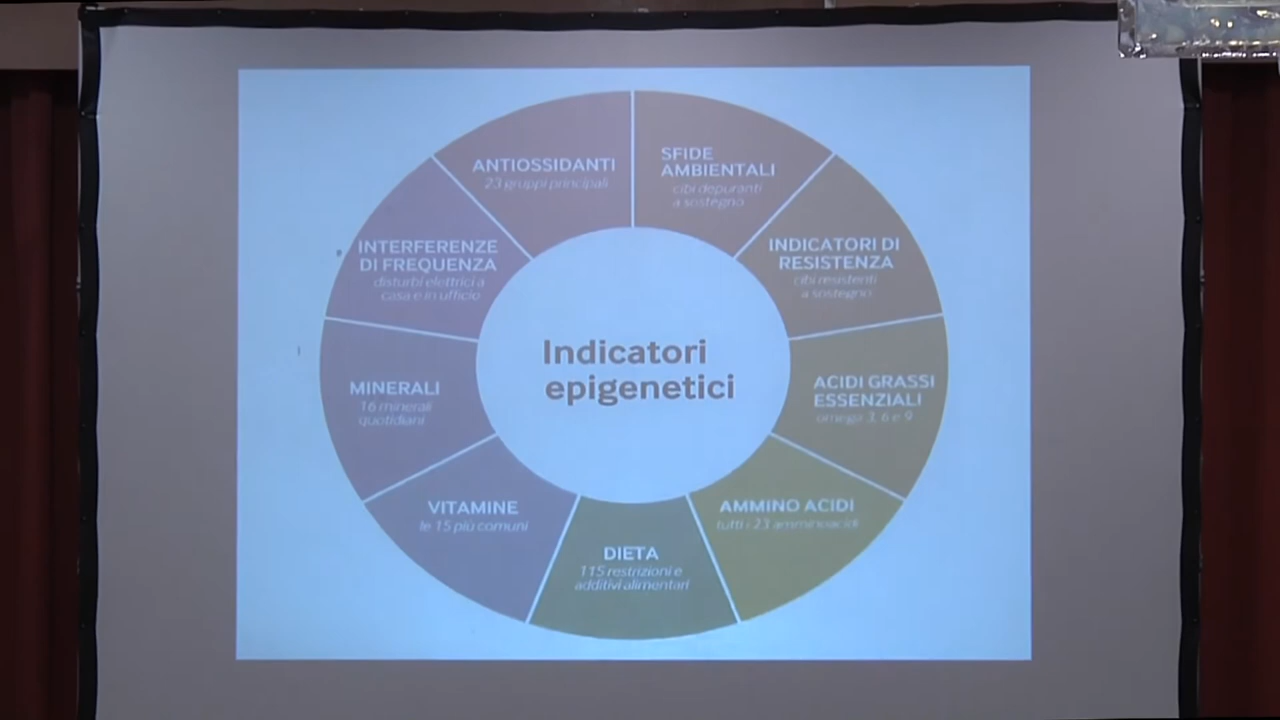 Indicatori
epigenetici
SFIDE
AMBIENTALI
cibi depuranti
a sostegno
INDICATORI DI
RESISTENZA
cibi resistenti
a sostegno
ACIDI GRASSI
ESSENZIALI
omega 3, 6 e 9
AMMINO ACIDI
tutti i 23 amminoacidi
DIETA
115 restrizioni e
additivi alimentari
VITAMINE
le 15 più comuni
MINERALI
16 minerali
quotidiani
INTERFERENZE
DI FREQUENZA
disturbi elettrici a
casa e in ufficio
ANTIOSSIDANTI
23 gruppi principali